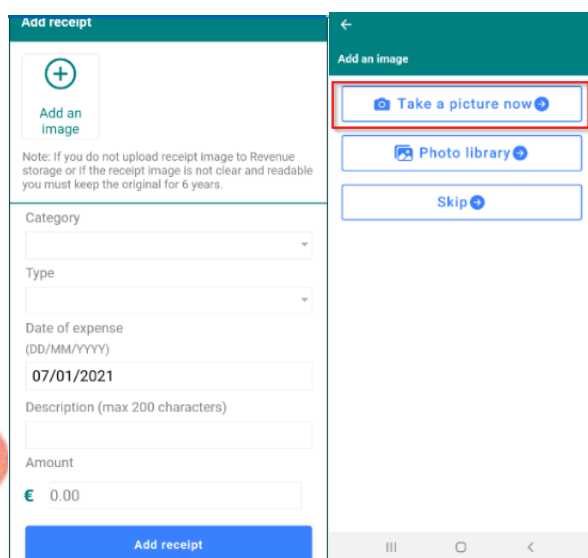 Add receipt
Add an
image
Note: If you do not upload receipt image to Revenue
storage or if the receipt image is not clear and readable
you must keep the original for 6 years.
Category
Type
Date of expense
(DD/MM/YYYY)
07/01/2021
Description (max 200 characters)
Amount
€ 0.00
Add receipt
Add an image
Take a picture now
Photo library
Skip